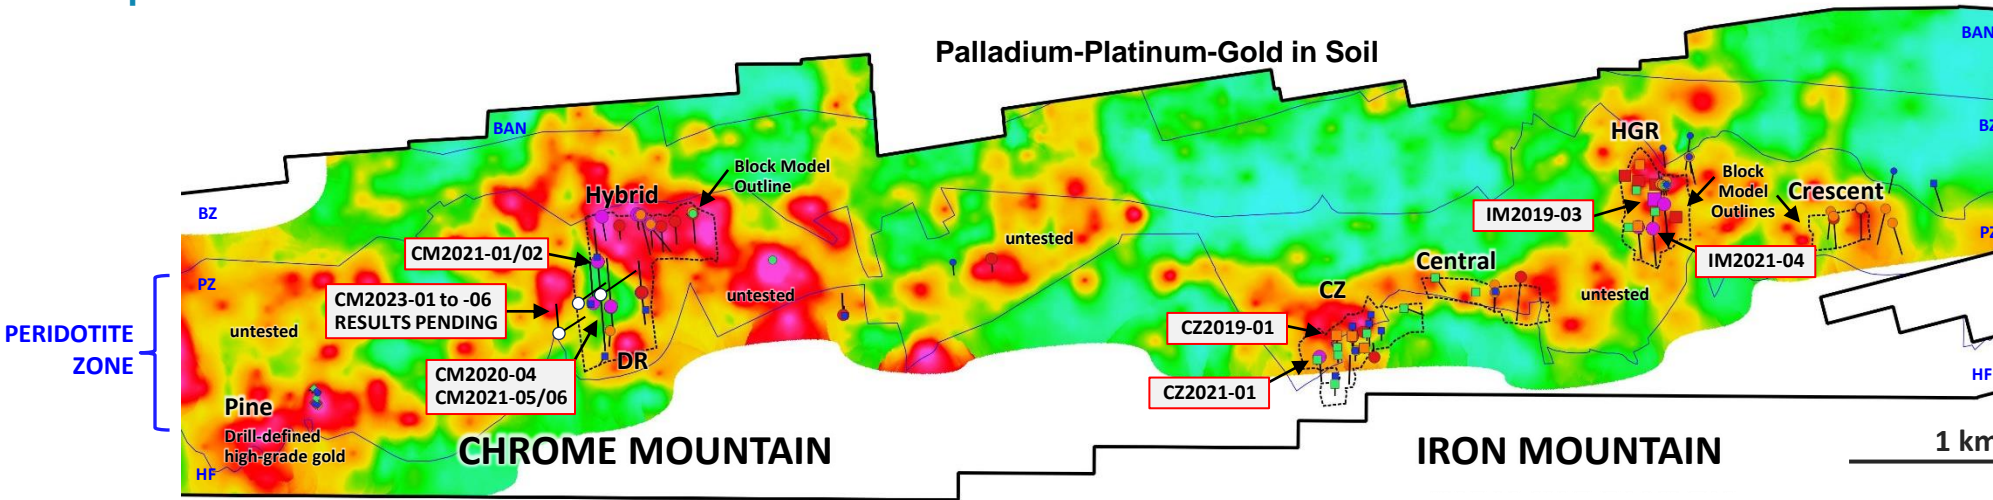 Palladium-Platinum-Gold in Soil
BAN
BAN
BZ
BZ
HGR
Block Model
Outline
Hybrid
Block
Model
Outlines
Crescent
IM2019-03
IM2021-04
PZ
PZ
CM2021-01/02
untested
Central
untested
untested
CM2023-01 to -06
RESULTS PENDING
CZ
untested
PERIDOTITE
ZONE
CZ2019-01
DR
CM2020-04
CM2021-05/06
CZ2021-01
HF
Pine
Drill-defined
high-grade gold
CHROME MOUNTAIN
IRON MOUNTAIN
1 km
HF